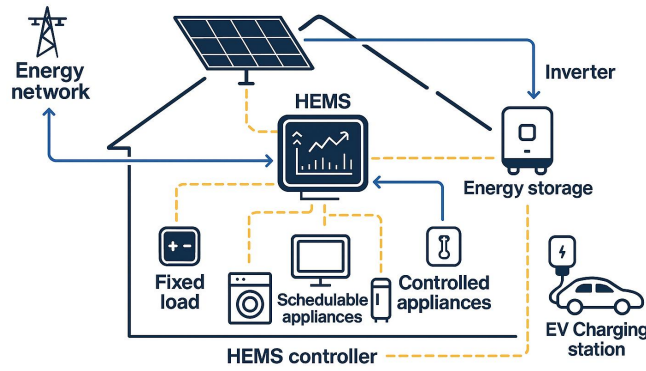 Energy
network
HEMS
Inverter
Energy storage
Fixed
load
Schedulable
appliances
Controlled
appliances
EV Charging
station
HEMS controller